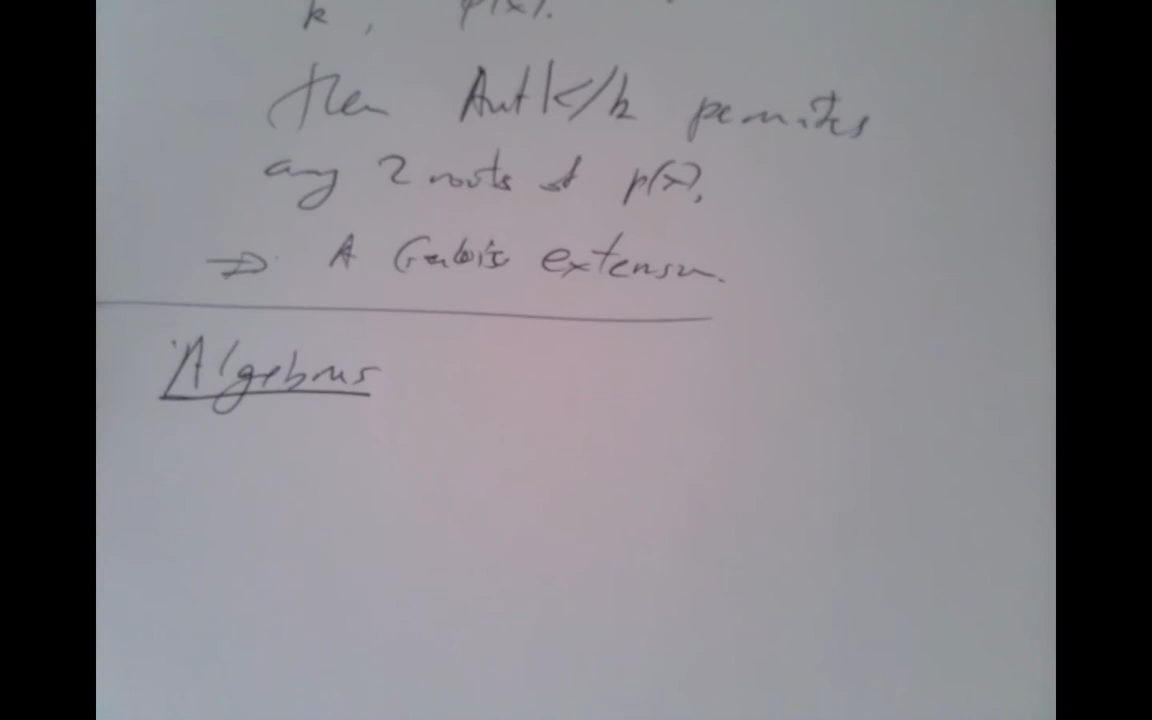 k, p(x).
then Aut K/k permutes
any 2 roots of p(x),
⇒ A Galois extension.
Algebras